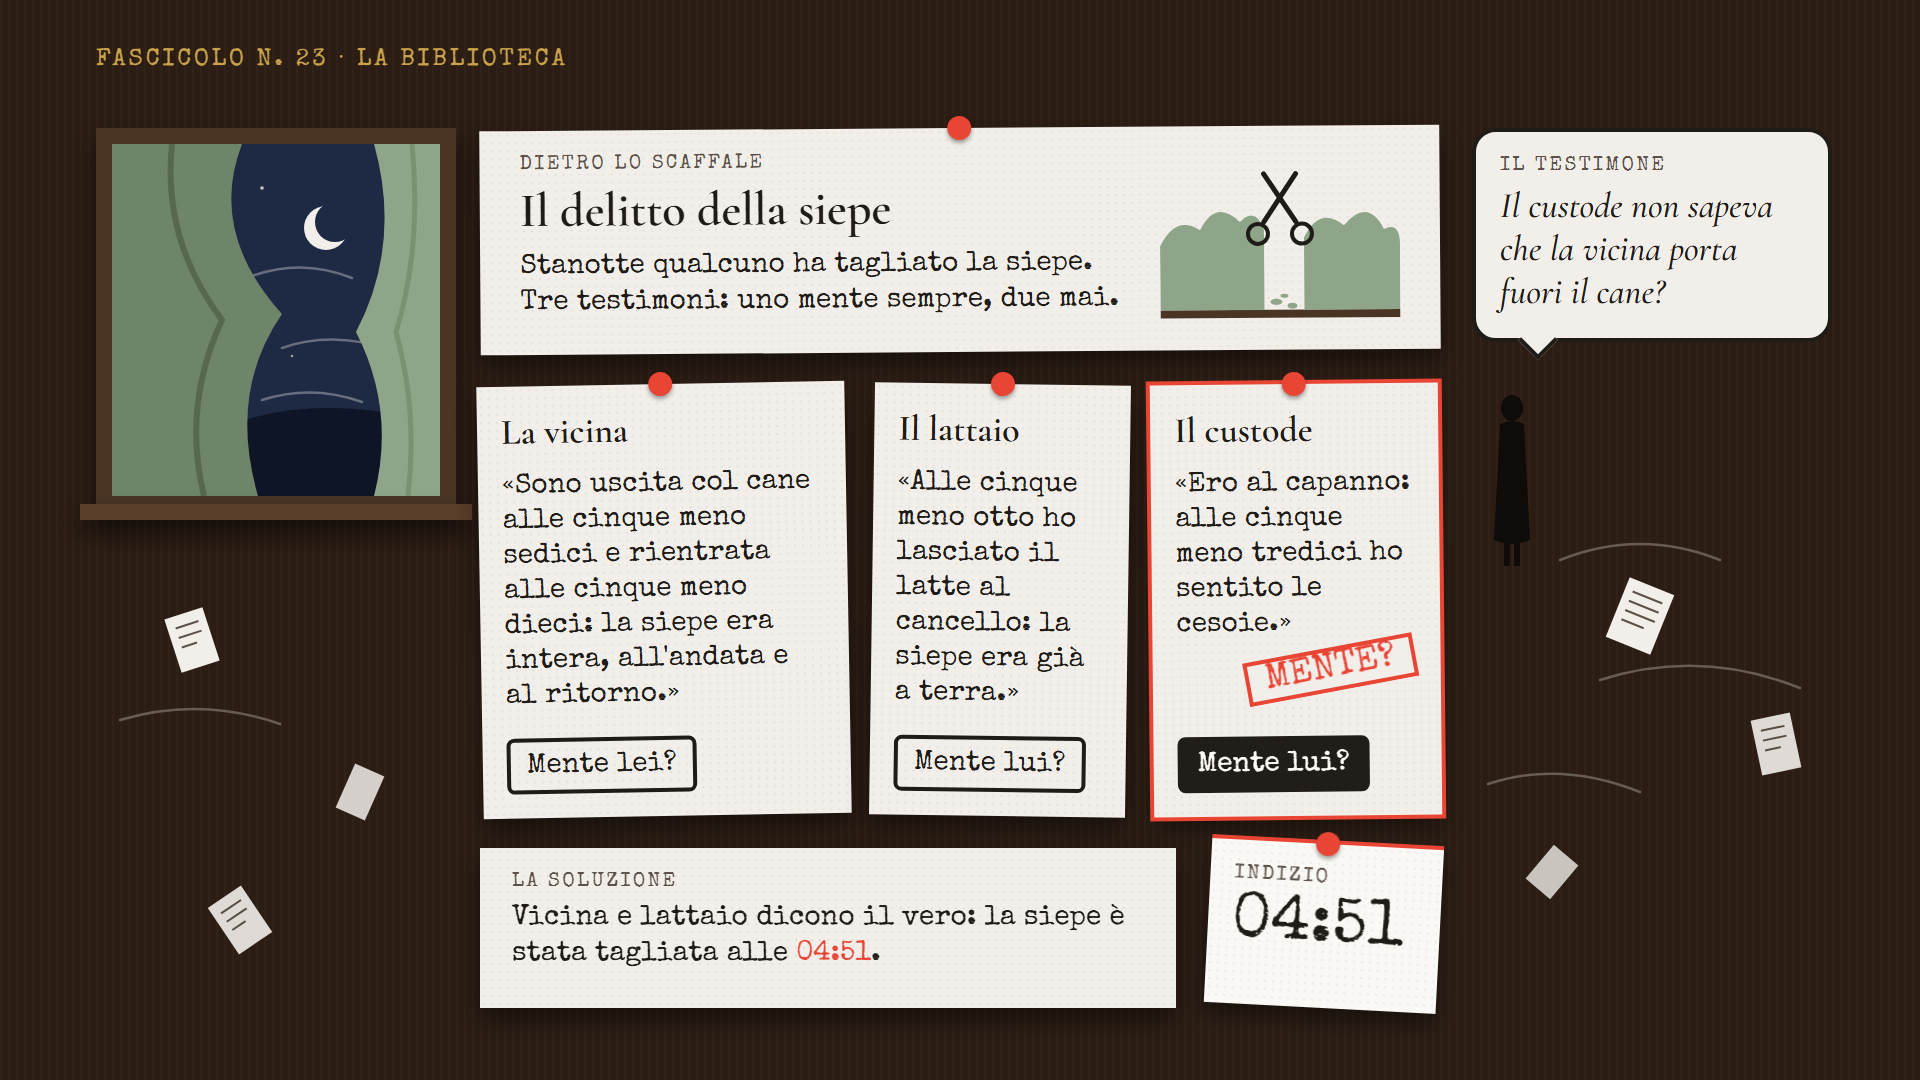 FASCICOLO N. 23 · LA BIBLIOTECA
DIETRO LO SCAFFALE
Il delitto della siepe
Stanotte qualcuno ha tagliato la siepe.
Tre testimoni: uno mente sempre, due mai.
IL TESTIMONE
Il custode non sapeva
che la vicina porta
fuori il cane?
La vicina
«Sono uscita col cane
alle cinque meno
sedici e rientrata
alle cinque meno
dieci: la siepe era
intera, all'andata e
al ritorno.»
Mente lei?
Il lattaio
«Alle cinque
meno otto ho
lasciato il
latte al
cancello: la
siepe era già
a terra.»
Mente lui?
Il custode
«Ero al capanno:
alle cinque
meno tredici ho
sentito le
cesoie.»
MENTE?
Mente lui?
LA SOLUZIONE
Vicina e lattaio dicono il vero: la siepe è
stata tagliata alle 04:51.
INDIZIO
04:51